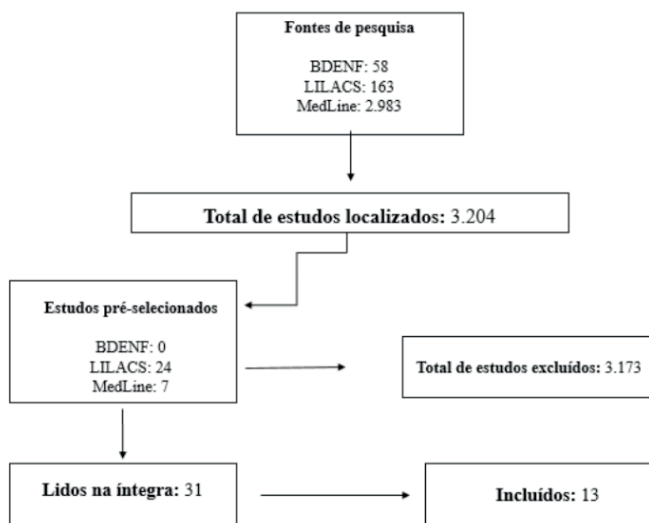 Fontes de pesquisa
BDENF: 58
LILACS: 163
MedLine: 2.983
Total de estudos localizados: 3.204
Estudos pré-selecionados
BDENF: 0
LILACS: 24
MedLine: 7
Total de estudos excluídos: 3.173
Lidos na íntegra: 31
Incluídos: 13